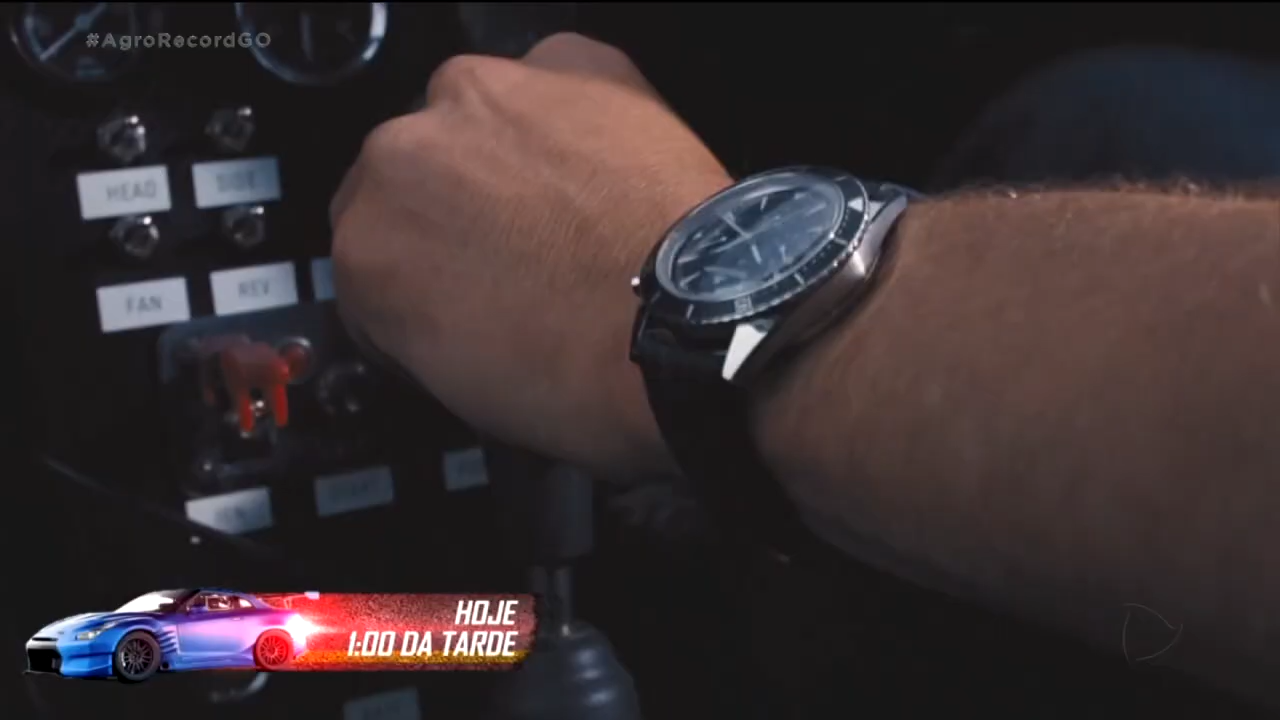 #AgroRecordGO
HEAD
SIDE
FAN
REV
HOJE
1:00 DA TARDE